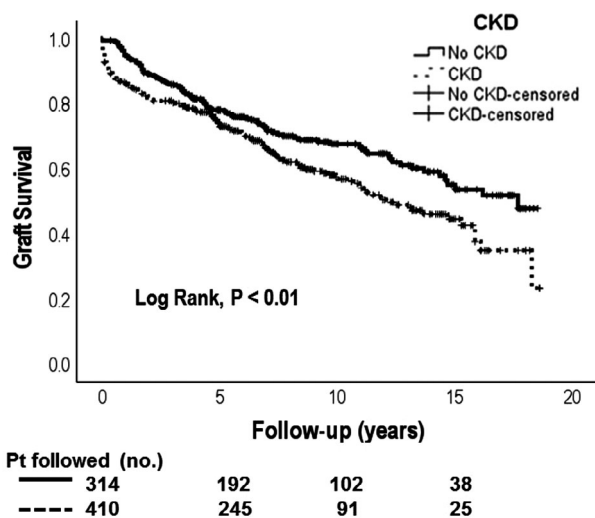 CKD
No CKD
CKD
No CKD-censored
CKD-censored
1.0
0.8
0.6
0.4
0.2
0.0
Graft Survival
Log Rank, P < 0.01
0 5 10 15 20
Follow-up (years)
Pt followed (no.)
314 192 102 38
410 245 91 25